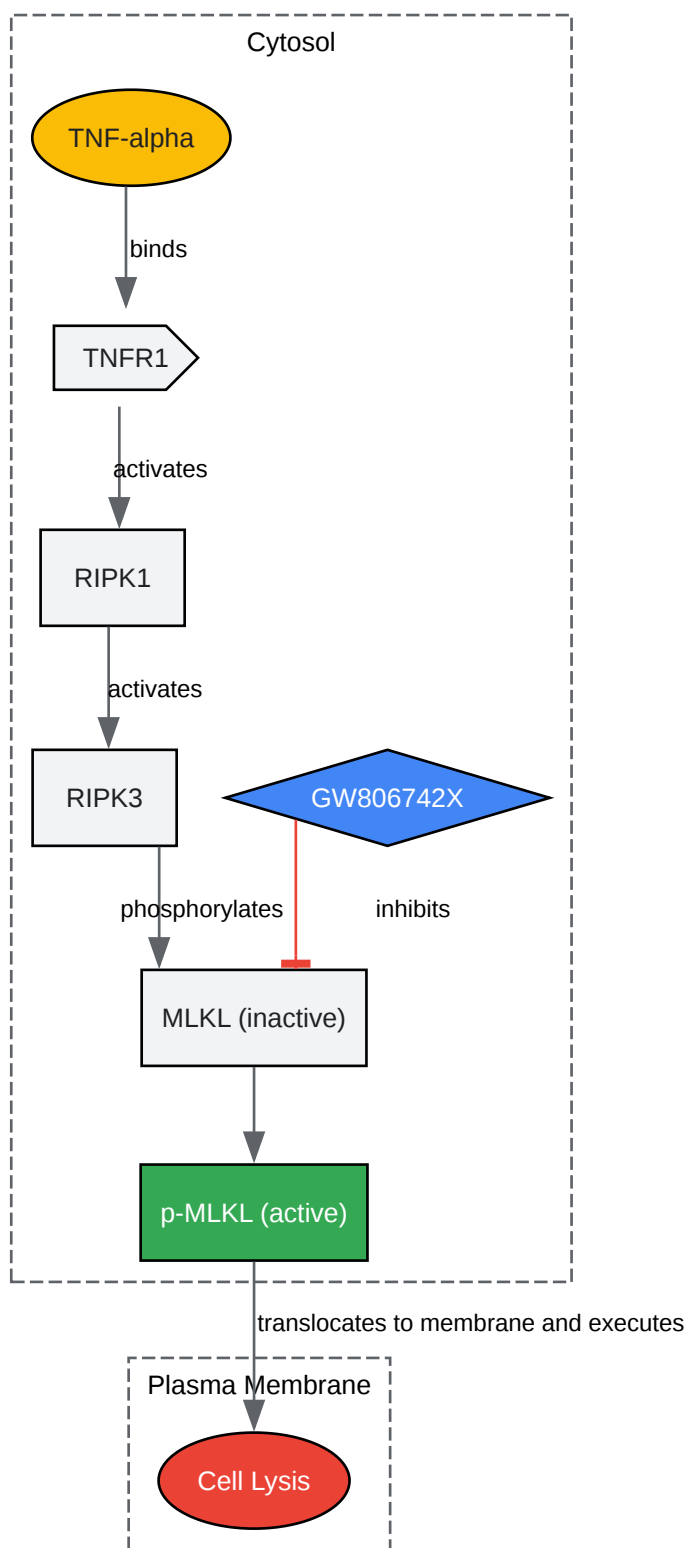 Cytosol
TNF-alpha
binds
TNFR1
activates
RIPK1
activates
RIPK3
GW806742X
phosphorylates
inhibits
MLKL (inactive)
p-MLKL (active)
translocates to membrane and executes
Plasma Membrane
Cell Lysis